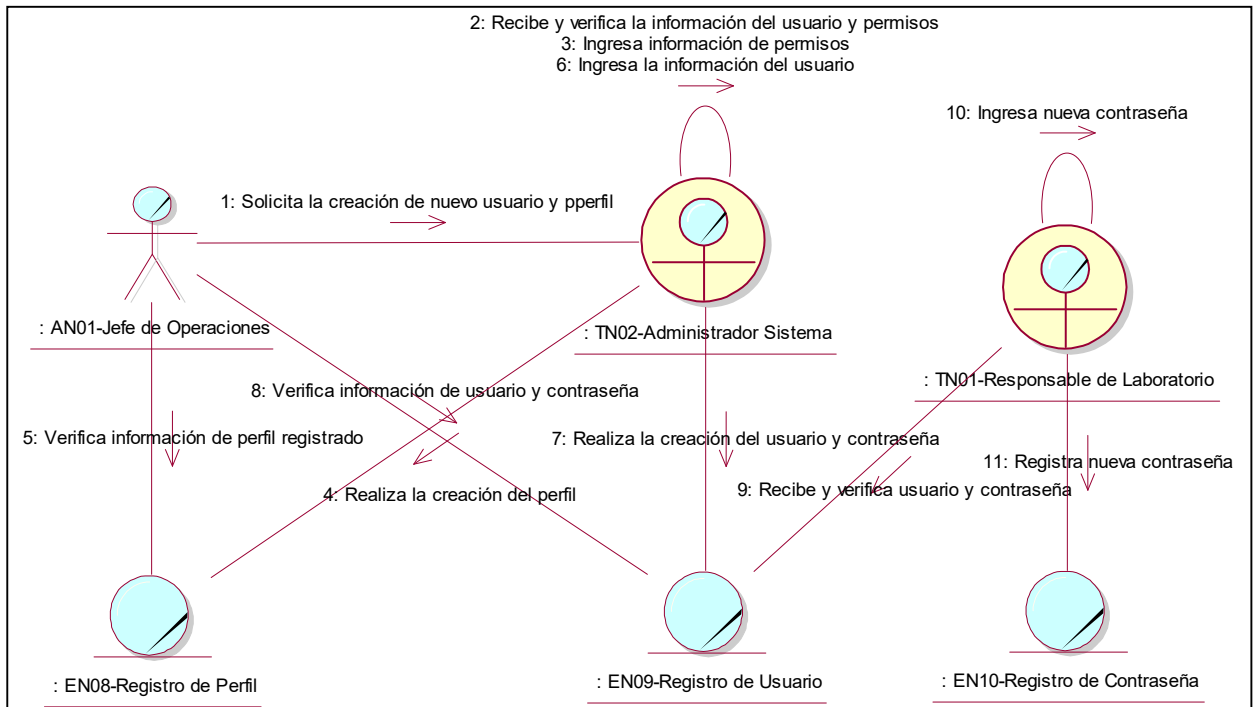 2: Recibe y verifica la información del usuario y permisos
3: Ingresa información de permisos
6: Ingresa la información del usuario
10: Ingresa nueva contraseña
1: Solicita la creación de nuevo usuario y pperfil
: AN01-Jefe de Operaciones
: TN02-Administrador Sistema
: TN01-Responsable de Laboratorio
8: Verifica información de usuario y contraseña
5: Verifica información de perfil registrado
7: Realiza la creación del usuario y contraseña
11: Registra nueva contraseña
4: Realiza la creación del perfil
9: Recibe y verifica usuario y contraseña
: EN08-Registro de Perfil
: EN09-Registro de Usuario
: EN10-Registro de Contraseña